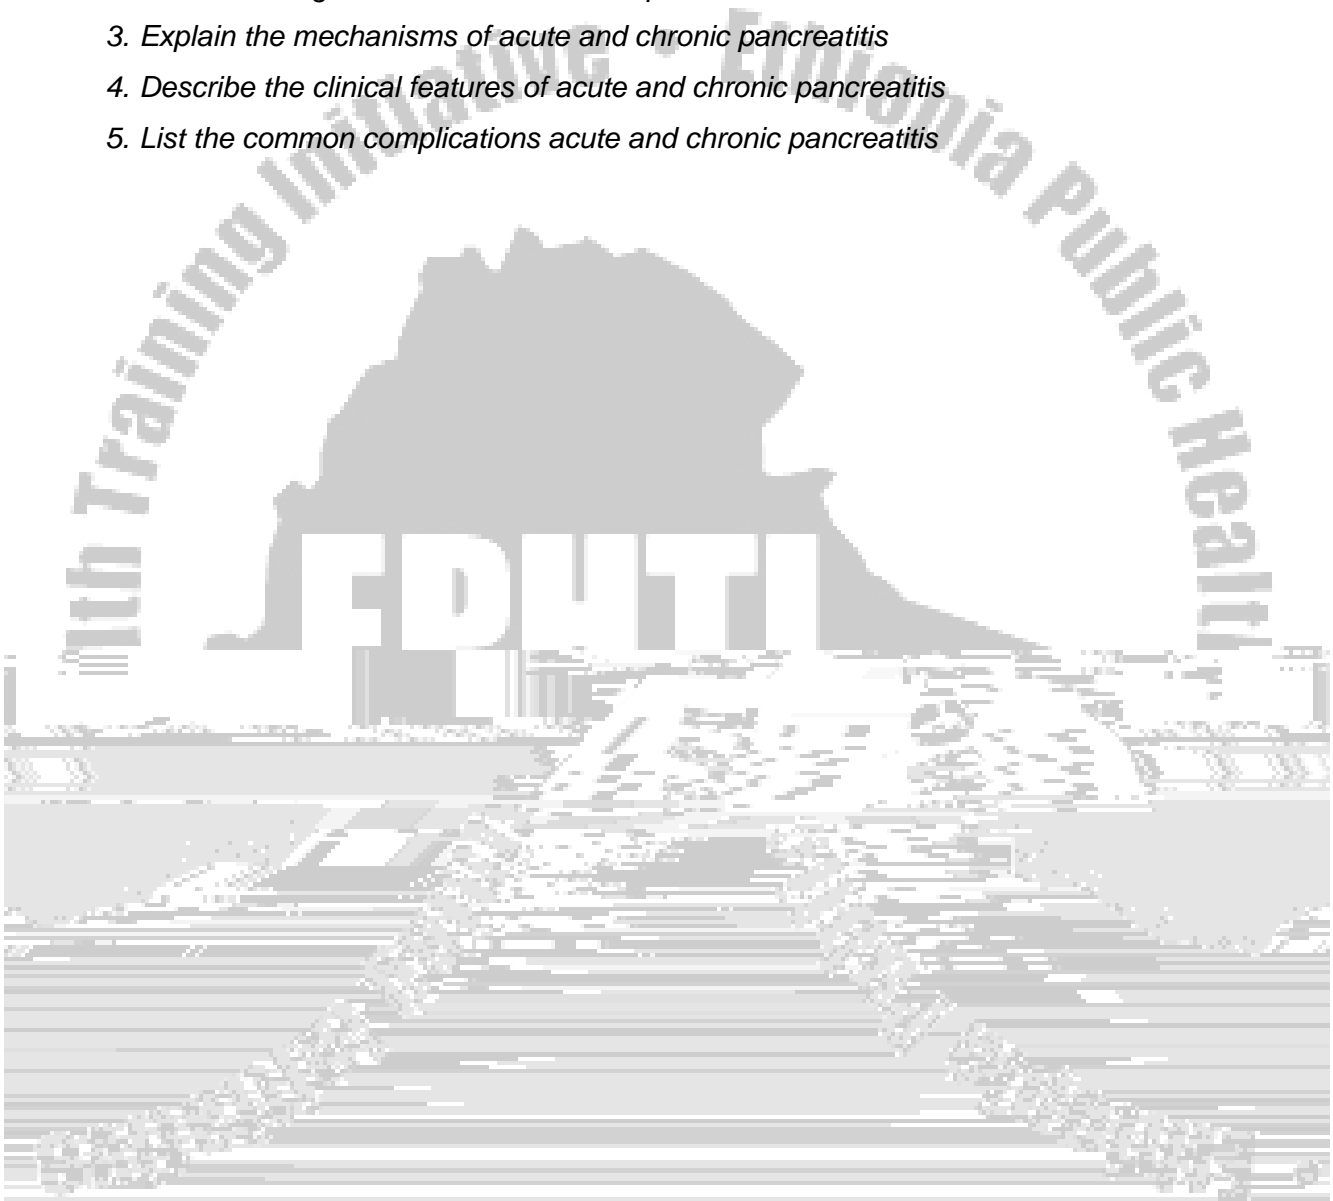 3. Explain the mechanisms of acute and chronic pancreatitis
4. Describe the clinical features of acute and chronic pancreatitis
5. List the common complications acute and chronic pancreatitis
Training Initiative • Ethiopia Public